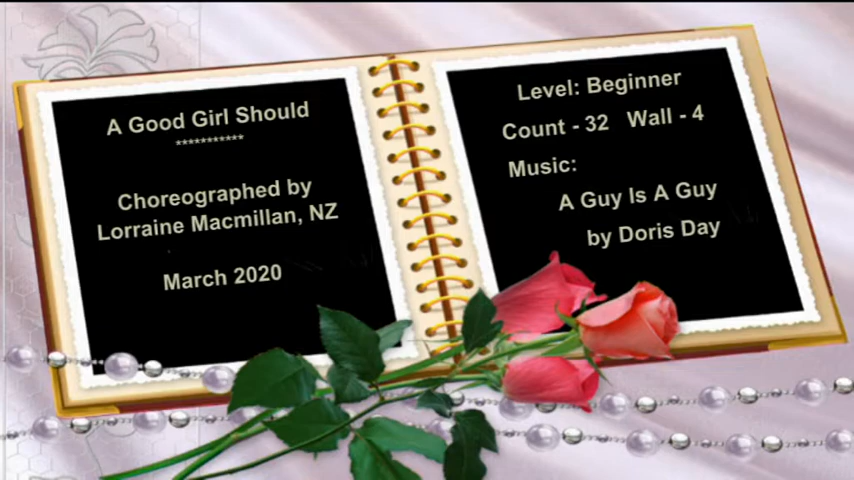 A Good Girl Should
***********
Choreographed by
Lorraine Macmillan, NZ
March 2020
Level: Beginner
Count - 32 Wall - 4
Music:
A Guy Is A Guy
by Doris Day